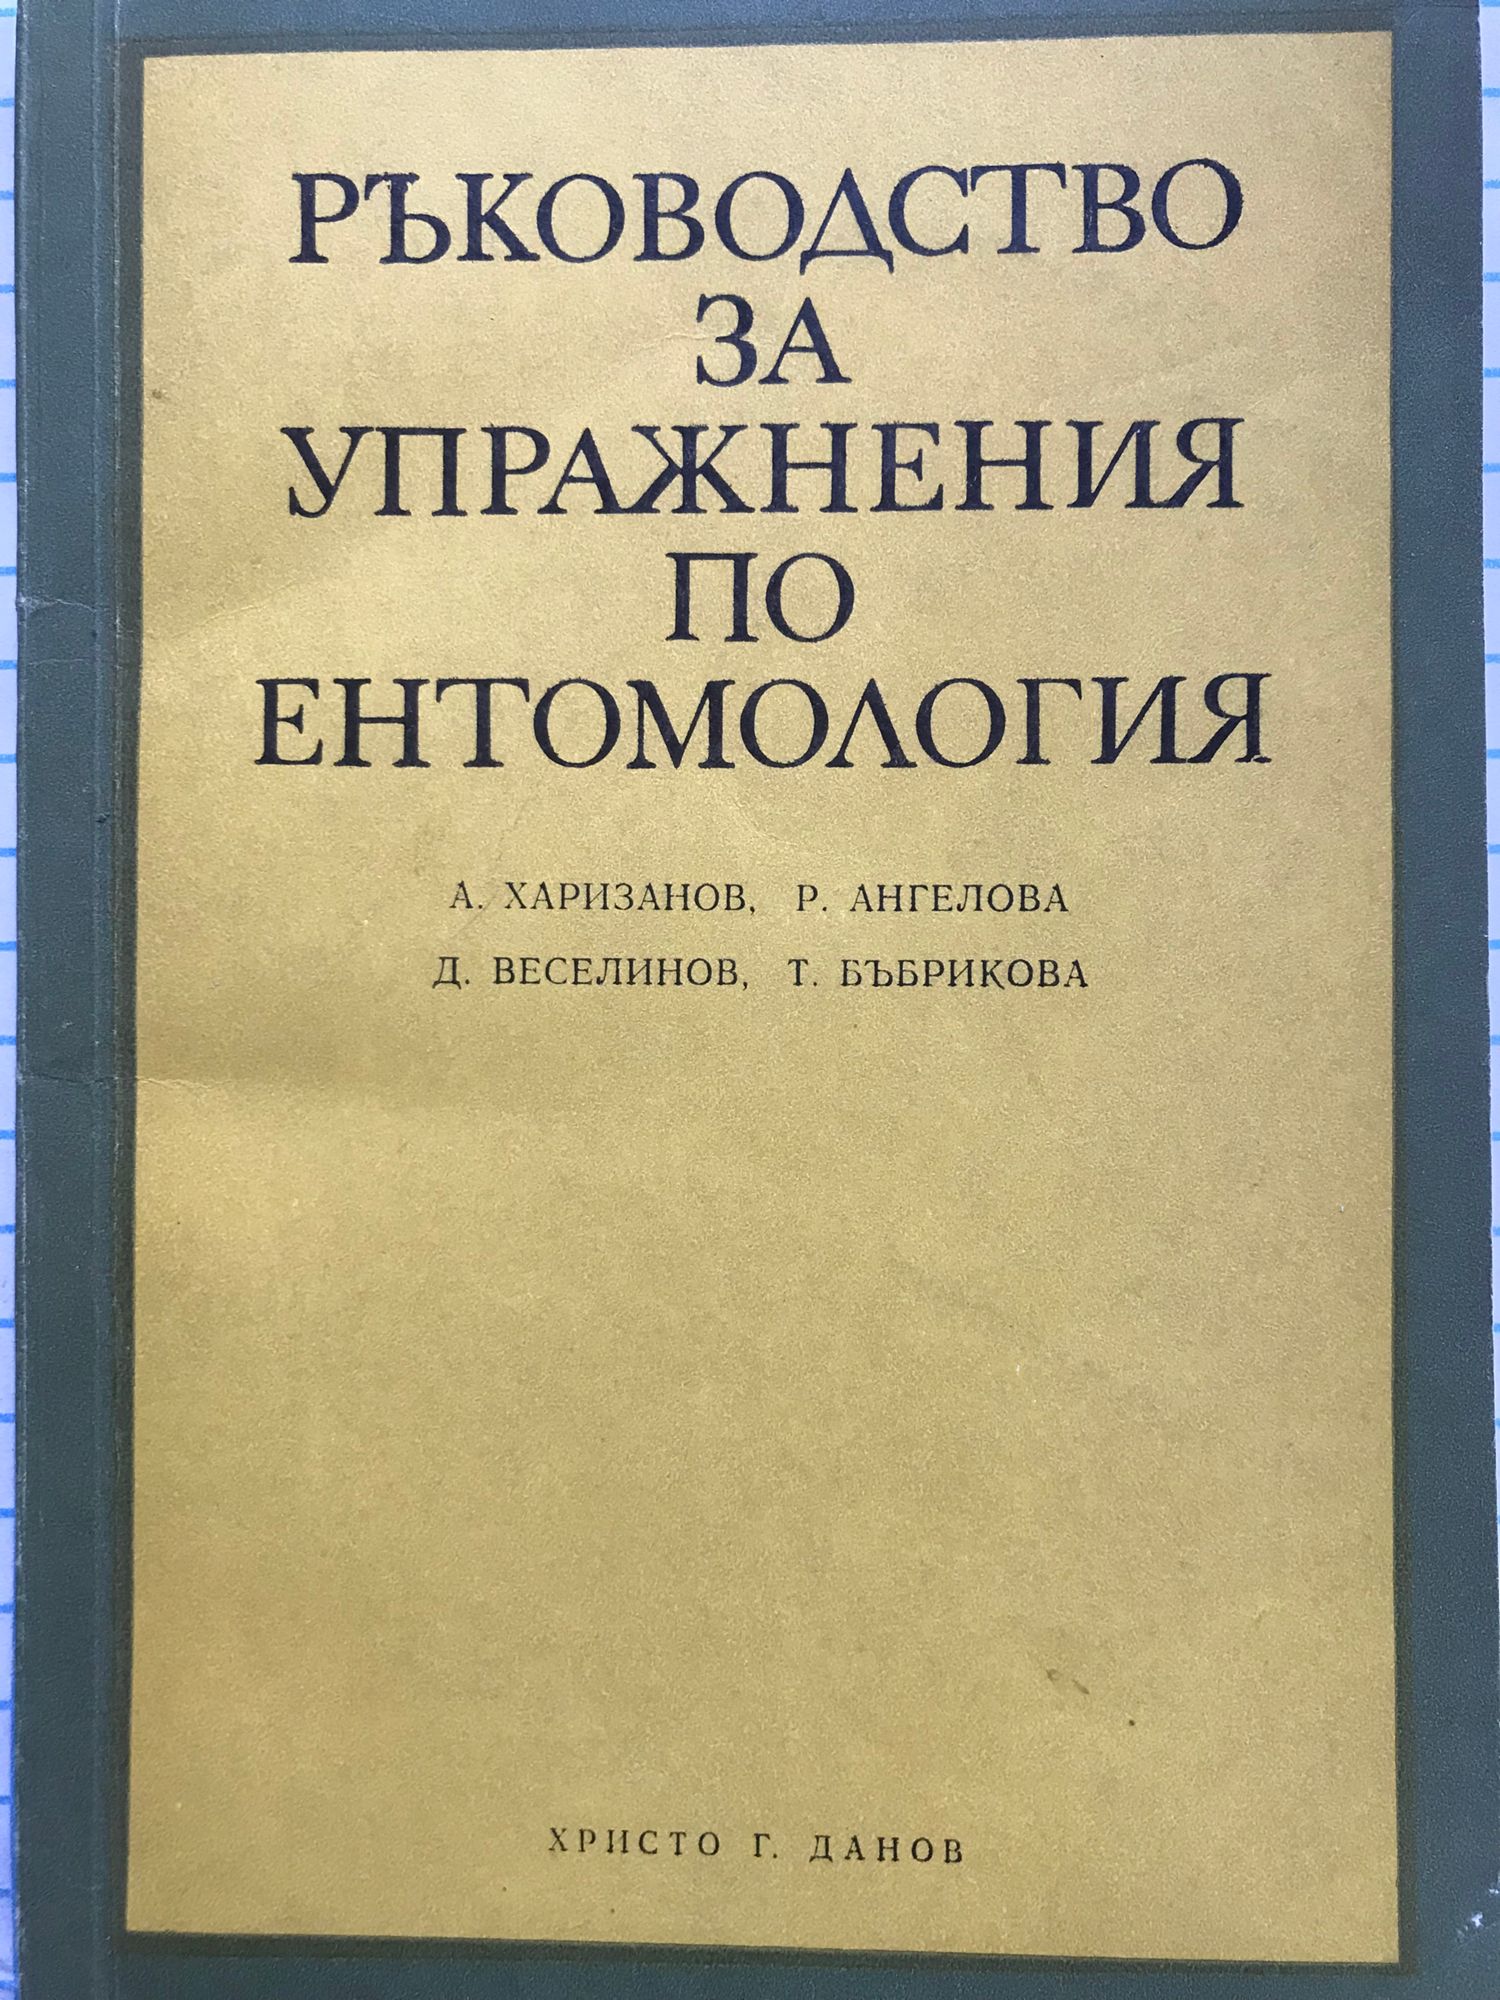 РЪКОВОДСТВО
ЗА
УПРАЖНЕНИЯ
ПО
ЕНТОМОЛОГИЯ
А. ХАРИЗАНОВ, Р. АНГЕЛОВА
Д. ВЕСЕЛИНОВ, Т. БЪБРИКОВА
ХРИСТО Г. ДАНОВ